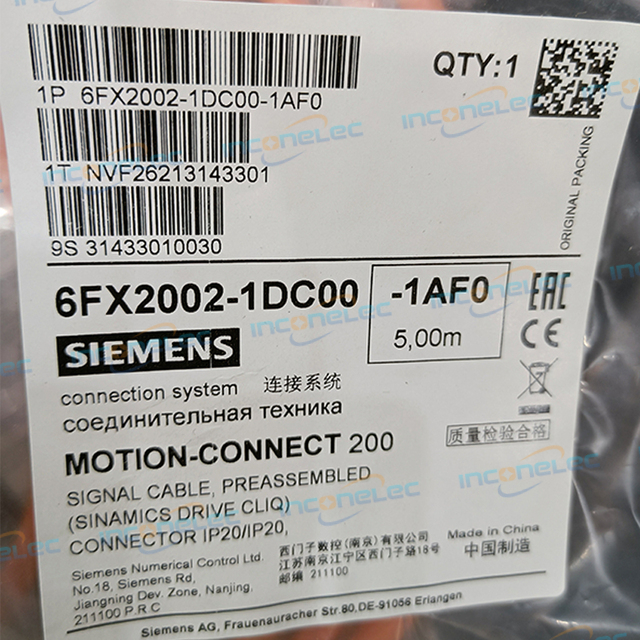 QTY:1
1P 6FX2002-1DC00-1AF0
1T NVF26213143301
9S 31433010030
ORIGINAL PACKING
6FX2002-1DC00 -1AF0
5,00m
EAC
CE
SIEMENS
connection system 连接系统
соединительная техника
质量检验合格
MOTION-CONNECT 200
SIGNAL CABLE, PREASSEMBLED
(SINAMICS DRIVE CLIQ)
CONNECTOR IP20/IP20,
Siemens Numerical Control Ltd.
No.18, Siemens Rd,
Jiangning Dev. Zone, Nanjing,
211100 P.R.C
西门子数控(南京)有限公司
江苏南京江宁区西门子路18号
邮编 211100
Made in China
中国制造
Siemens AG, Frauenauracher Str.80,DE-91056 Erlangen
inconelec